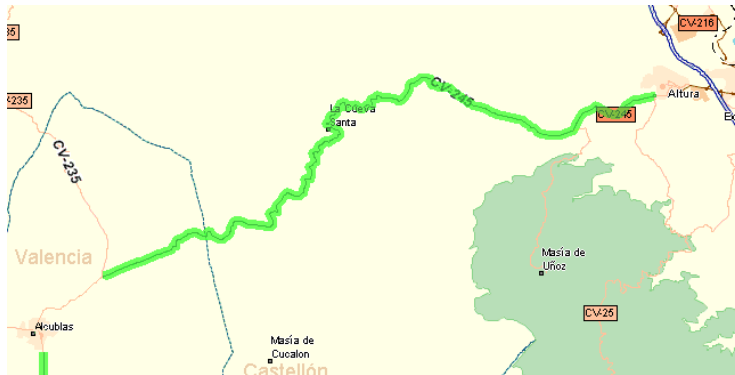 CV-216
35
CV-245
Altura
-235
La Cueva
Santa
CV-245
CV-235
Valencia
Masía de
Uñoz
CV-25
Alcublas
Masía de
Cucalon
Castellón